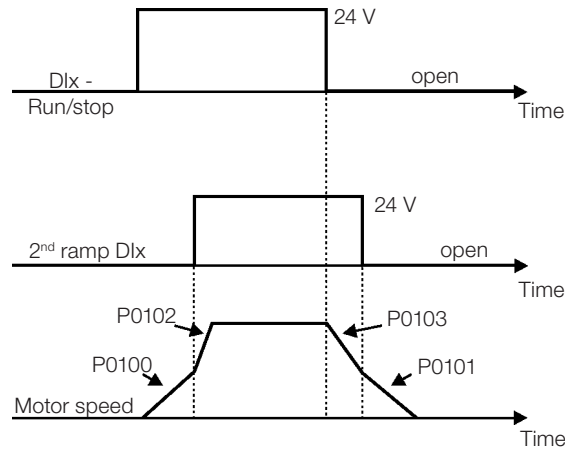 24 V
DIx -
Run/stop
open
Time
24 V
2nd ramp DIx
open
Time
P0102
P0103
P0100
P0101
Motor speed
Time